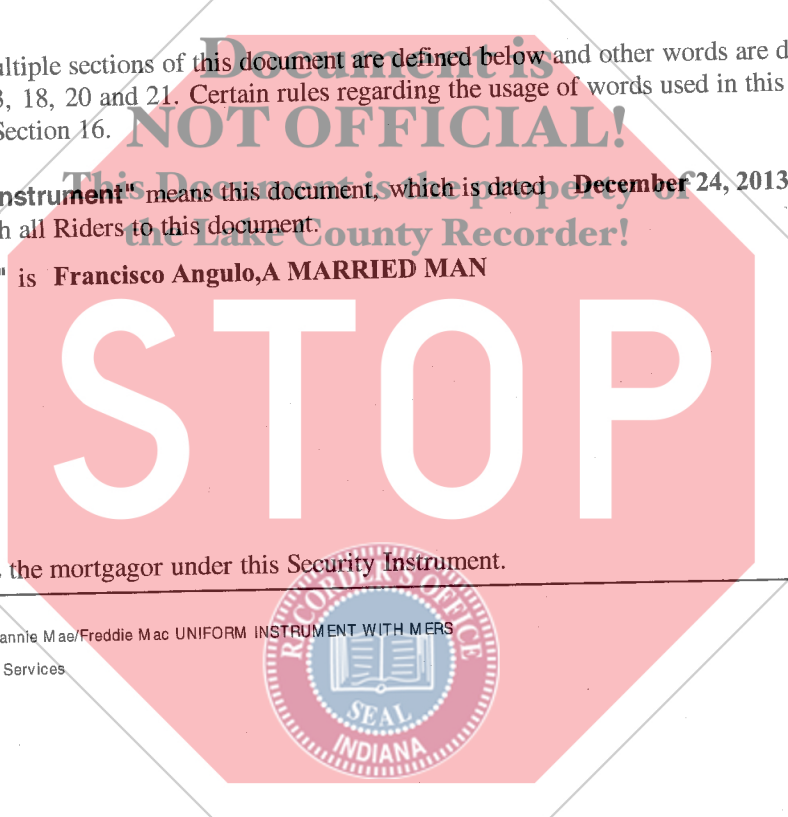 ultiple sections of this document are defined below and other words are d
Document is
3, 18, 20 and 21. Certain rules regarding the usage of words used in this
Section 16.
NOT OFFICIAL!
nstrument" means this document, which is dated December 24, 2013
This Document is the property of
h all Riders to this document.
the Lake County Recorder!
" is Francisco Angulo,A MARRIED MAN
STOP
the mortgagor under this Security Instrument.
annie Mae/Freddie Mac UNIFORM INSTRUMENT WITH MERS
Services
RECORDER'S OFFICE
SEAL
INDIANA